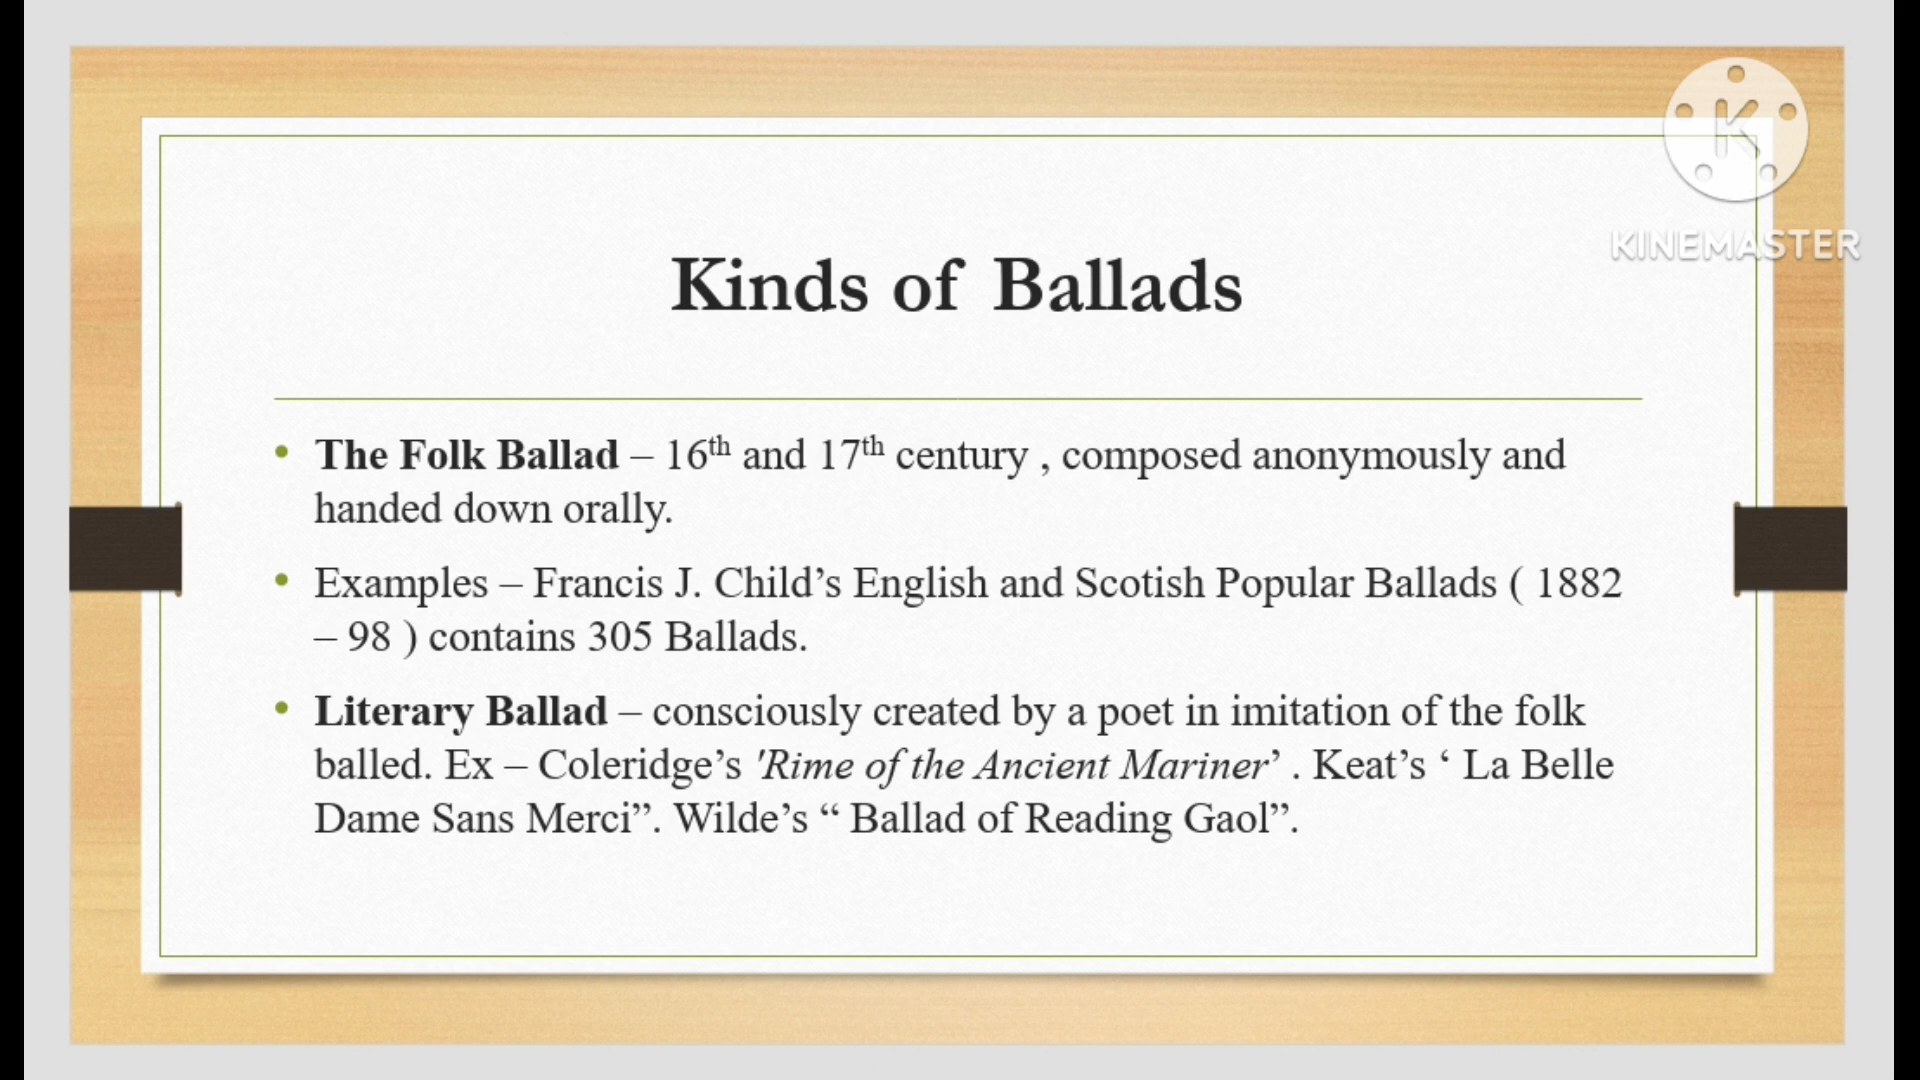 K
KINEMASTER
Kinds of Ballads
• The Folk Ballad – 16th and 17th century , composed anonymously and
handed down orally.
• Examples – Francis J. Child’s English and Scotish Popular Ballads ( 1882
– 98 ) contains 305 Ballads.
• Literary Ballad – consciously created by a poet in imitation of the folk
balled. Ex – Coleridge’s 'Rime of the Ancient Mariner’ . Keat’s ‘ La Belle
Dame Sans Merci”. Wilde’s “ Ballad of Reading Gaol”.